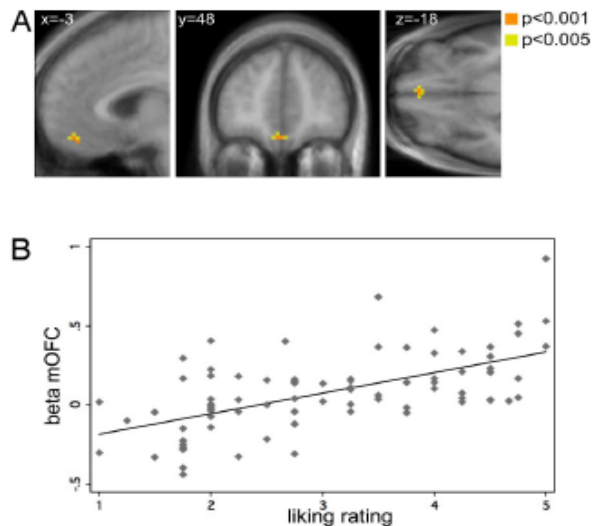 A
x=-3
y=48
z=-18
p<0.001
p<0.005
B
beta mOFC
1
.5
0
-.5
1
2
3
4
5
liking rating